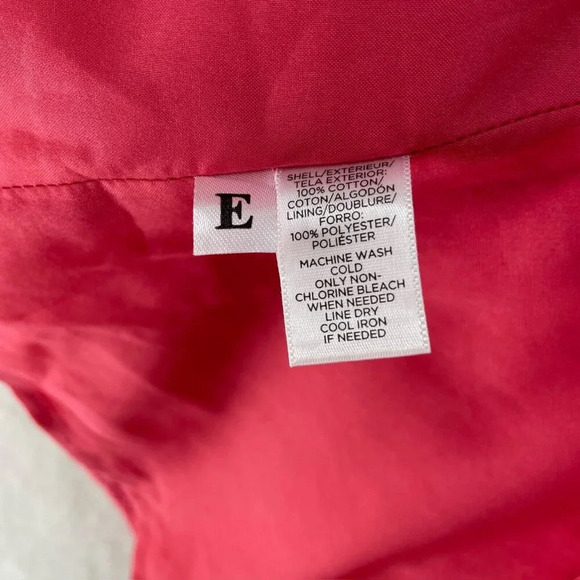 E
SHELL/EXTÉRIEUR/
TELA EXTERIOR:
100% COTTON/
COTON/ALGODÓN
LINING/DOUBLURE/
FORRO:
100% POLYESTER/
POLIÉSTER
MACHINE WASH
COLD
ONLY NON-
CHLORINE BLEACH
WHEN NEEDED
LINE DRY
COOL IRON
IF NEEDED